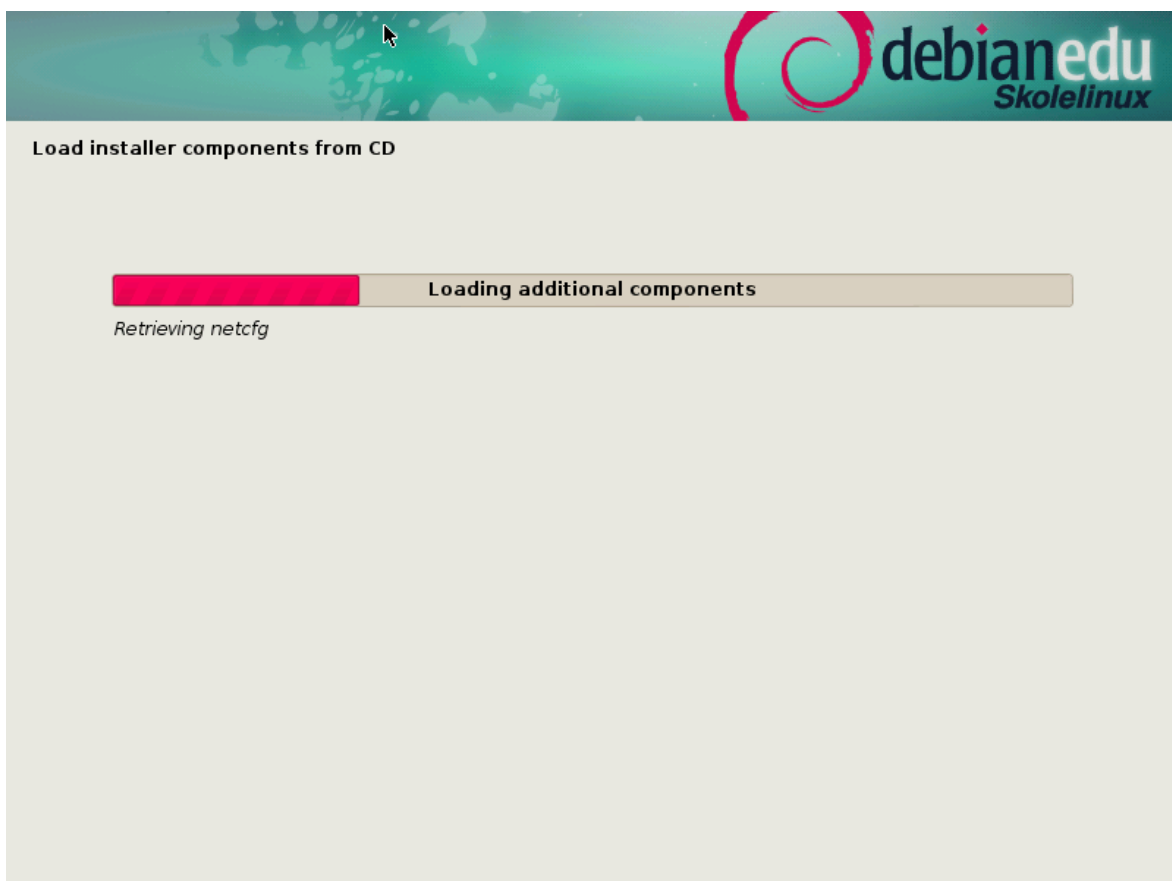 debianedu
Skolelinux
Load installer components from CD
Loading additional components
Retrieving netcfg